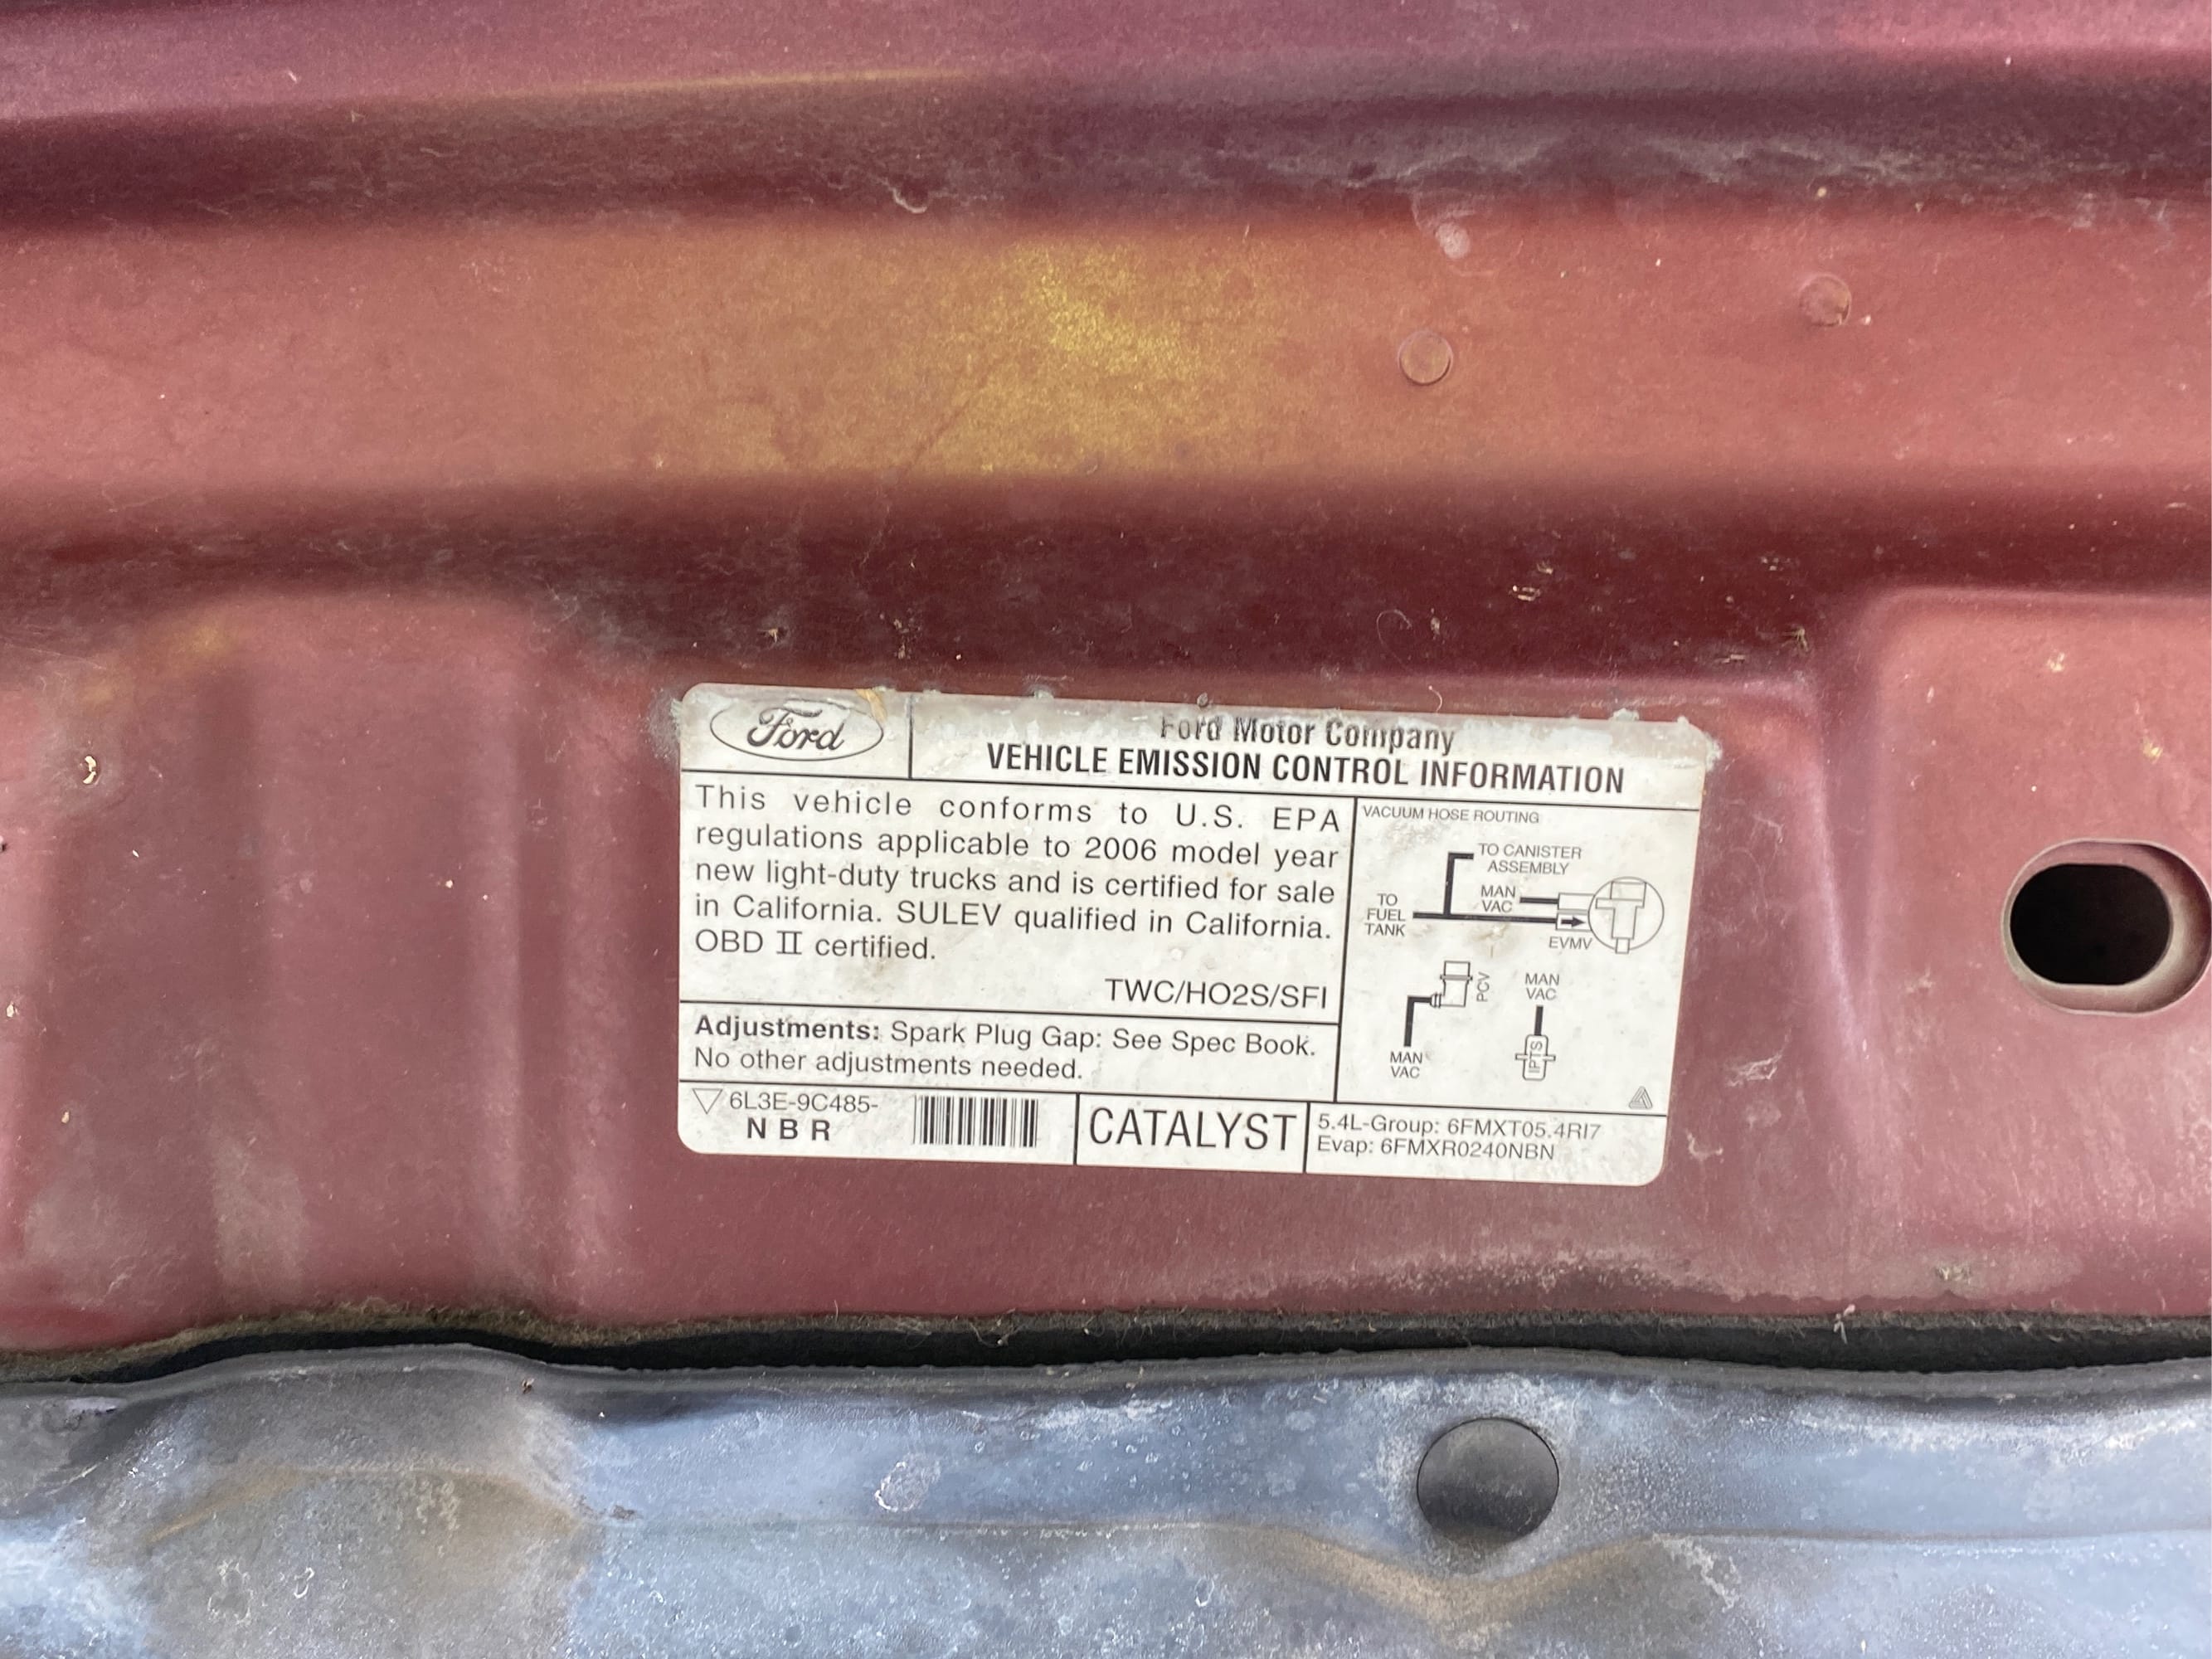 Ford
Ford Motor Company
VEHICLE EMISSION CONTROL INFORMATION
This vehicle conforms to U.S. EPA
regulations applicable to 2006 model year
new light-duty trucks and is certified for sale
in California. SULEV qualified in California.
OBD II certified.
TWC/HO2S/SFI
Adjustments: Spark Plug Gap: See Spec Book.
No other adjustments needed.
VACUUM HOSE ROUTING
TO CANISTER
ASSEMBLY
MAN
VAC
TO
FUEL
TANK
EVMV
PCV
MAN
VAC
MAN
VAC
IPTS
6L3E-9C485-
N B R
CATALYST
5.4L-Group: 6FMXT05.4RI7
Evap: 6FMXR0240NBN